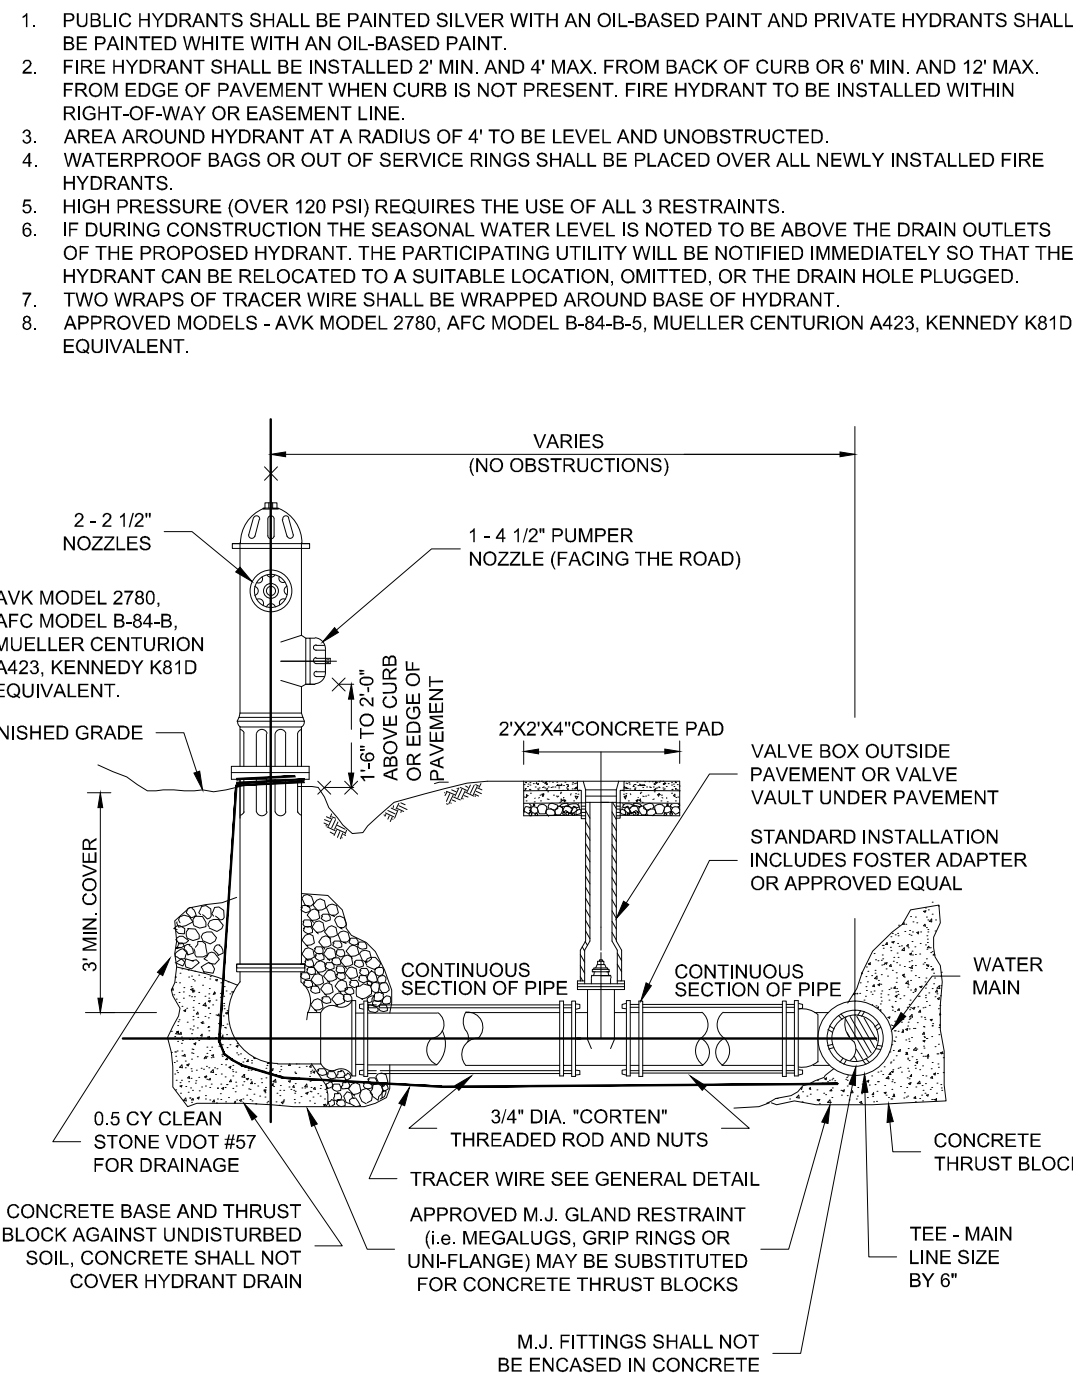 1. PUBLIC HYDRANTS SHALL BE PAINTED SILVER WITH AN OIL-BASED PAINT AND PRIVATE HYDRANTS SHALL
BE PAINTED WHITE WITH AN OIL-BASED PAINT.
2. FIRE HYDRANT SHALL BE INSTALLED 2' MIN. AND 4' MAX. FROM BACK OF CURB OR 6' MIN. AND 12' MAX.
FROM EDGE OF PAVEMENT WHEN CURB IS NOT PRESENT. FIRE HYDRANT TO BE INSTALLED WITHIN
RIGHT-OF-WAY OR EASEMENT LINE.
3. AREA AROUND HYDRANT AT A RADIUS OF 4' TO BE LEVEL AND UNOBSTRUCTED.
4. WATERPROOF BAGS OR OUT OF SERVICE RINGS SHALL BE PLACED OVER ALL NEWLY INSTALLED FIRE
HYDRANTS.
5. HIGH PRESSURE (OVER 120 PSI) REQUIRES THE USE OF ALL 3 RESTRAINTS.
6. IF DURING CONSTRUCTION THE SEASONAL WATER LEVEL IS NOTED TO BE ABOVE THE DRAIN OUTLETS
OF THE PROPOSED HYDRANT. THE PARTICIPATING UTILITY WILL BE NOTIFIED IMMEDIATELY SO THAT THE
HYDRANT CAN BE RELOCATED TO A SUITABLE LOCATION, OMITTED, OR THE DRAIN HOLE PLUGGED.
7. TWO WRAPS OF TRACER WIRE SHALL BE WRAPPED AROUND BASE OF HYDRANT.
8. APPROVED MODELS - AVK MODEL 2780, AFC MODEL B-84-B-5, MUELLER CENTURION A423, KENNEDY K81D
EQUIVALENT.
VARIES
(NO OBSTRUCTIONS)
2 - 2 1/2"
NOZZLES
1 - 4 1/2" PUMPER
NOZZLE (FACING THE ROAD)
AVK MODEL 2780,
AFC MODEL B-84-B,
MUELLER CENTURION
A423, KENNEDY K81D
EQUIVALENT.
NISHED GRADE
1'-6" TO 2'-0"
ABOVE CURB
OR EDGE OF
PAVEMENT
2'X2'X4"CONCRETE PAD
VALVE BOX OUTSIDE
PAVEMENT OR VALVE
VAULT UNDER PAVEMENT
STANDARD INSTALLATION
INCLUDES FOSTER ADAPTER
OR APPROVED EQUAL
3' MIN. COVER
CONTINUOUS
SECTION OF PIPE
CONTINUOUS
SECTION OF PIPE
WATER
MAIN
0.5 CY CLEAN
STONE VDOT #57
FOR DRAINAGE
3/4" DIA. "CORTEN"
THREADED ROD AND NUTS
CONCRETE
THRUST BLOC
TRACER WIRE SEE GENERAL DETAIL
CONCRETE BASE AND THRUST
BLOCK AGAINST UNDISTURBED
SOIL, CONCRETE SHALL NOT
COVER HYDRANT DRAIN
APPROVED M.J. GLAND RESTRAINT
(i.e. MEGALUGS, GRIP RINGS OR
UNI-FLANGE) MAY BE SUBSTITUTED
FOR CONCRETE THRUST BLOCKS
TEE - MAIN
LINE SIZE
BY 6"
M.J. FITTINGS SHALL NOT
BE ENCASED IN CONCRETE